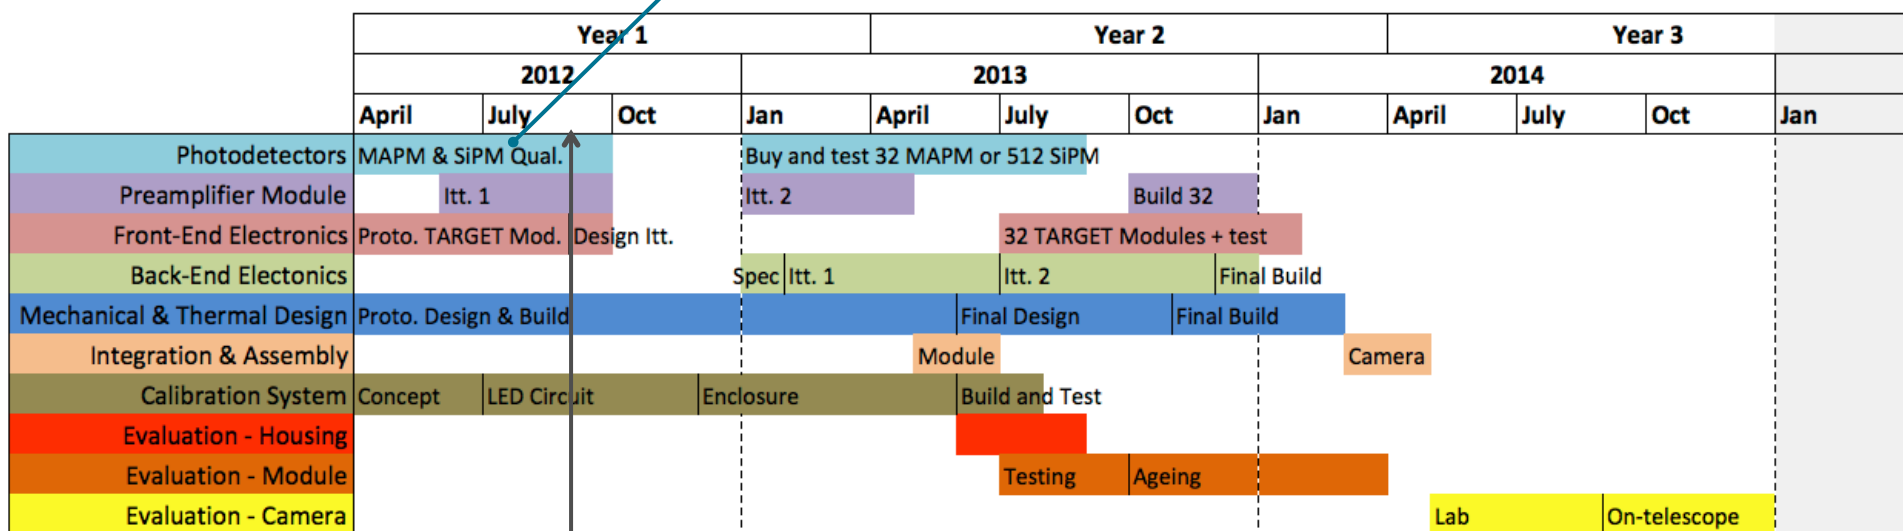 Year 1 Year 2 Year 3
2012 2013 2014
April July Oct Jan April July Oct Jan April July Oct Jan
Photodetectors MAPM & SiPM Qual. Buy and test 32 MAPM or 512 SiPM
Preamplifier Module Itt. 1 Itt. 2 Build 32
Front-End Electronics Proto. TARGET Mod. Design Itt. 32 TARGET Modules + test
Back-End Electonics Spec Itt. 1 Itt. 2 Final Build
Mechanical & Thermal Design Proto. Design & Build Final Design Final Build
Integration & Assembly Module Camera
Calibration System Concept LED Circuit Enclosure Build and Test
Evaluation - Housing
Evaluation - Module Testing Ageing
Evaluation - Camera Lab On-telescope